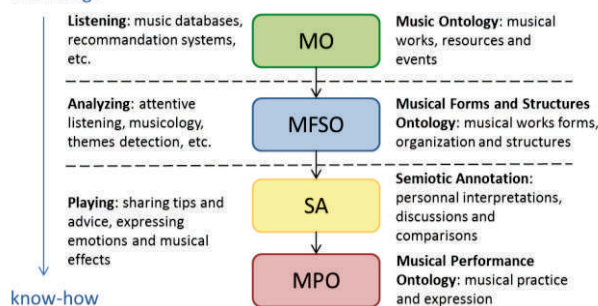 Listening: music databases,
recommandation systems,
etc.
MO
Music Ontology: musical
works, resources and
events
Analyzing: attentive
listening, musicology,
themes detection, etc.
MFSO
Musical Forms and Structures
Ontology: musical works forms,
organization and structures
Playing: sharing tips and
advice, expressing
emotions and musical
effects
SA
Semiotic Annotation:
personnal interpretations,
discussions and
comparisons
MPO
Musical Performance
Ontology: musical practice
and expression
know-how